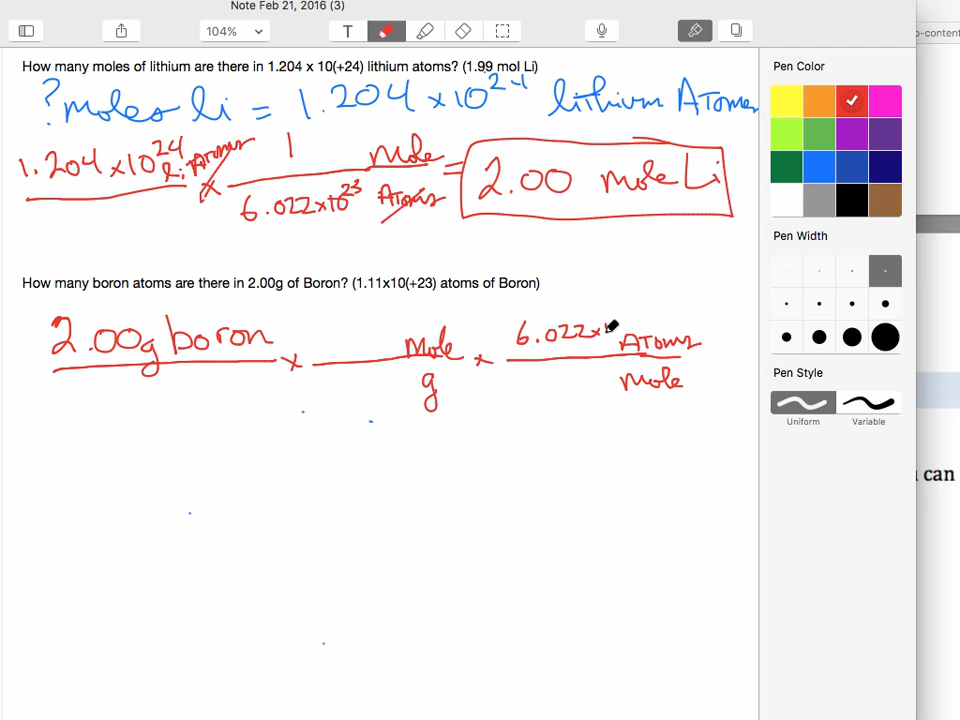 Note Feb 21, 2016 (3)
104%
T
o-content
How many moles of lithium are there in 1.204 x 10(+24) lithium atoms? (1.99 mol Li)
? moles Li = 1.204 x 10 24 lithium Atoms
1.204 x 10 24 Li Atoms x 1 mole = 2.00 mole Li
6.022 x 10 23 Atoms
How many boron atoms are there in 2.00g of Boron? (1.11x10(+23) atoms of Boron)
2.00g boron x mole x 6.022 x Atoms
g mole
Pen Color
Pen Width
Pen Style
Uniform Variable
can